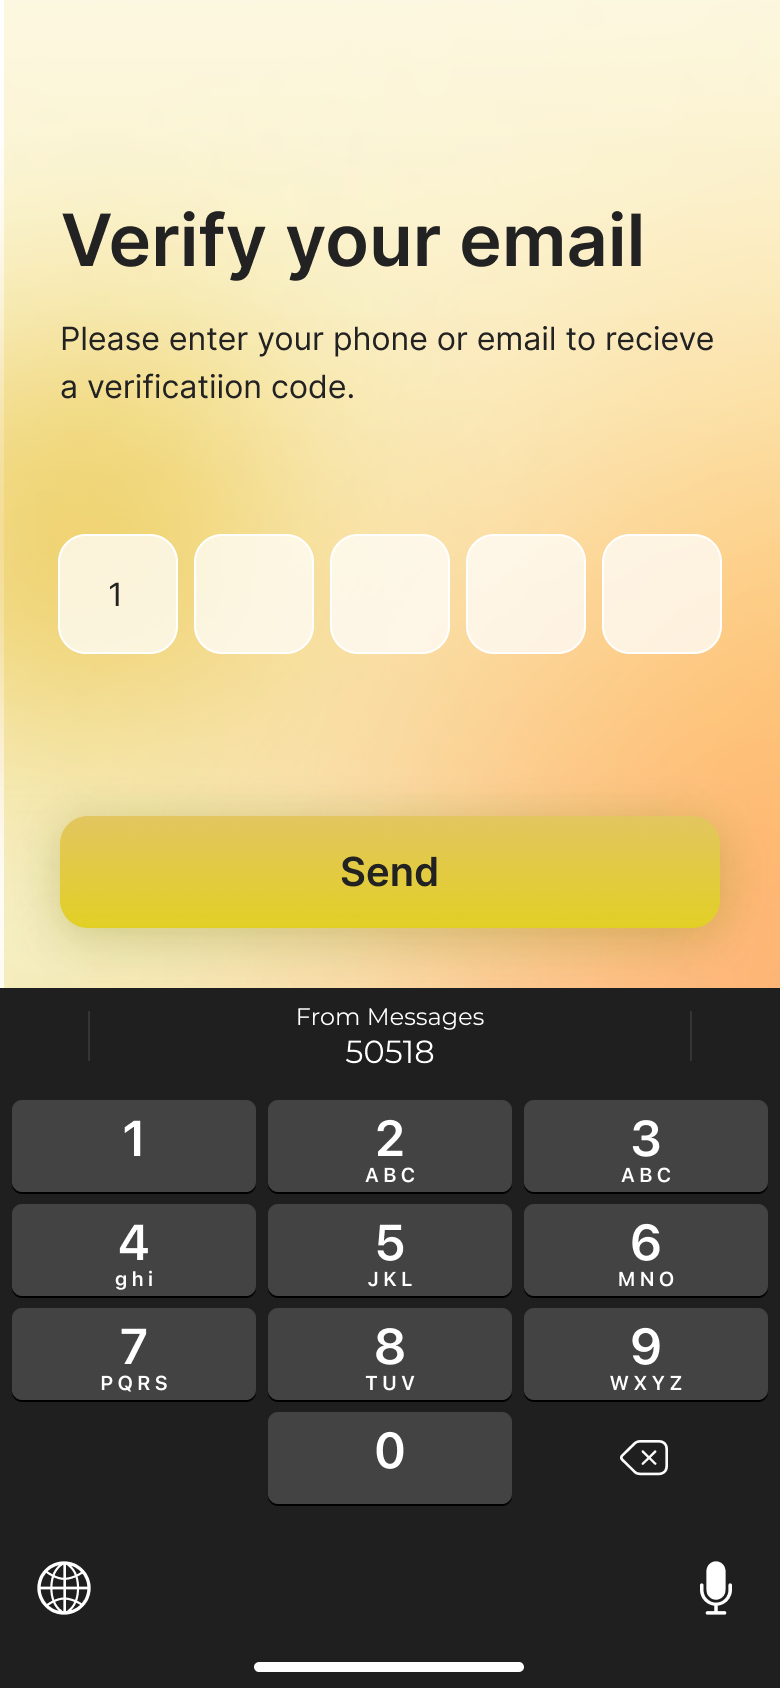 Verify your email
Please enter your phone or email to recieve
a verificatiion code.
1
Send
From Messages
50518
1
2
ABC
3
ABC
4
ghi
5
JKL
6
MNO
7
PQRS
8
TUV
9
WXYZ
0